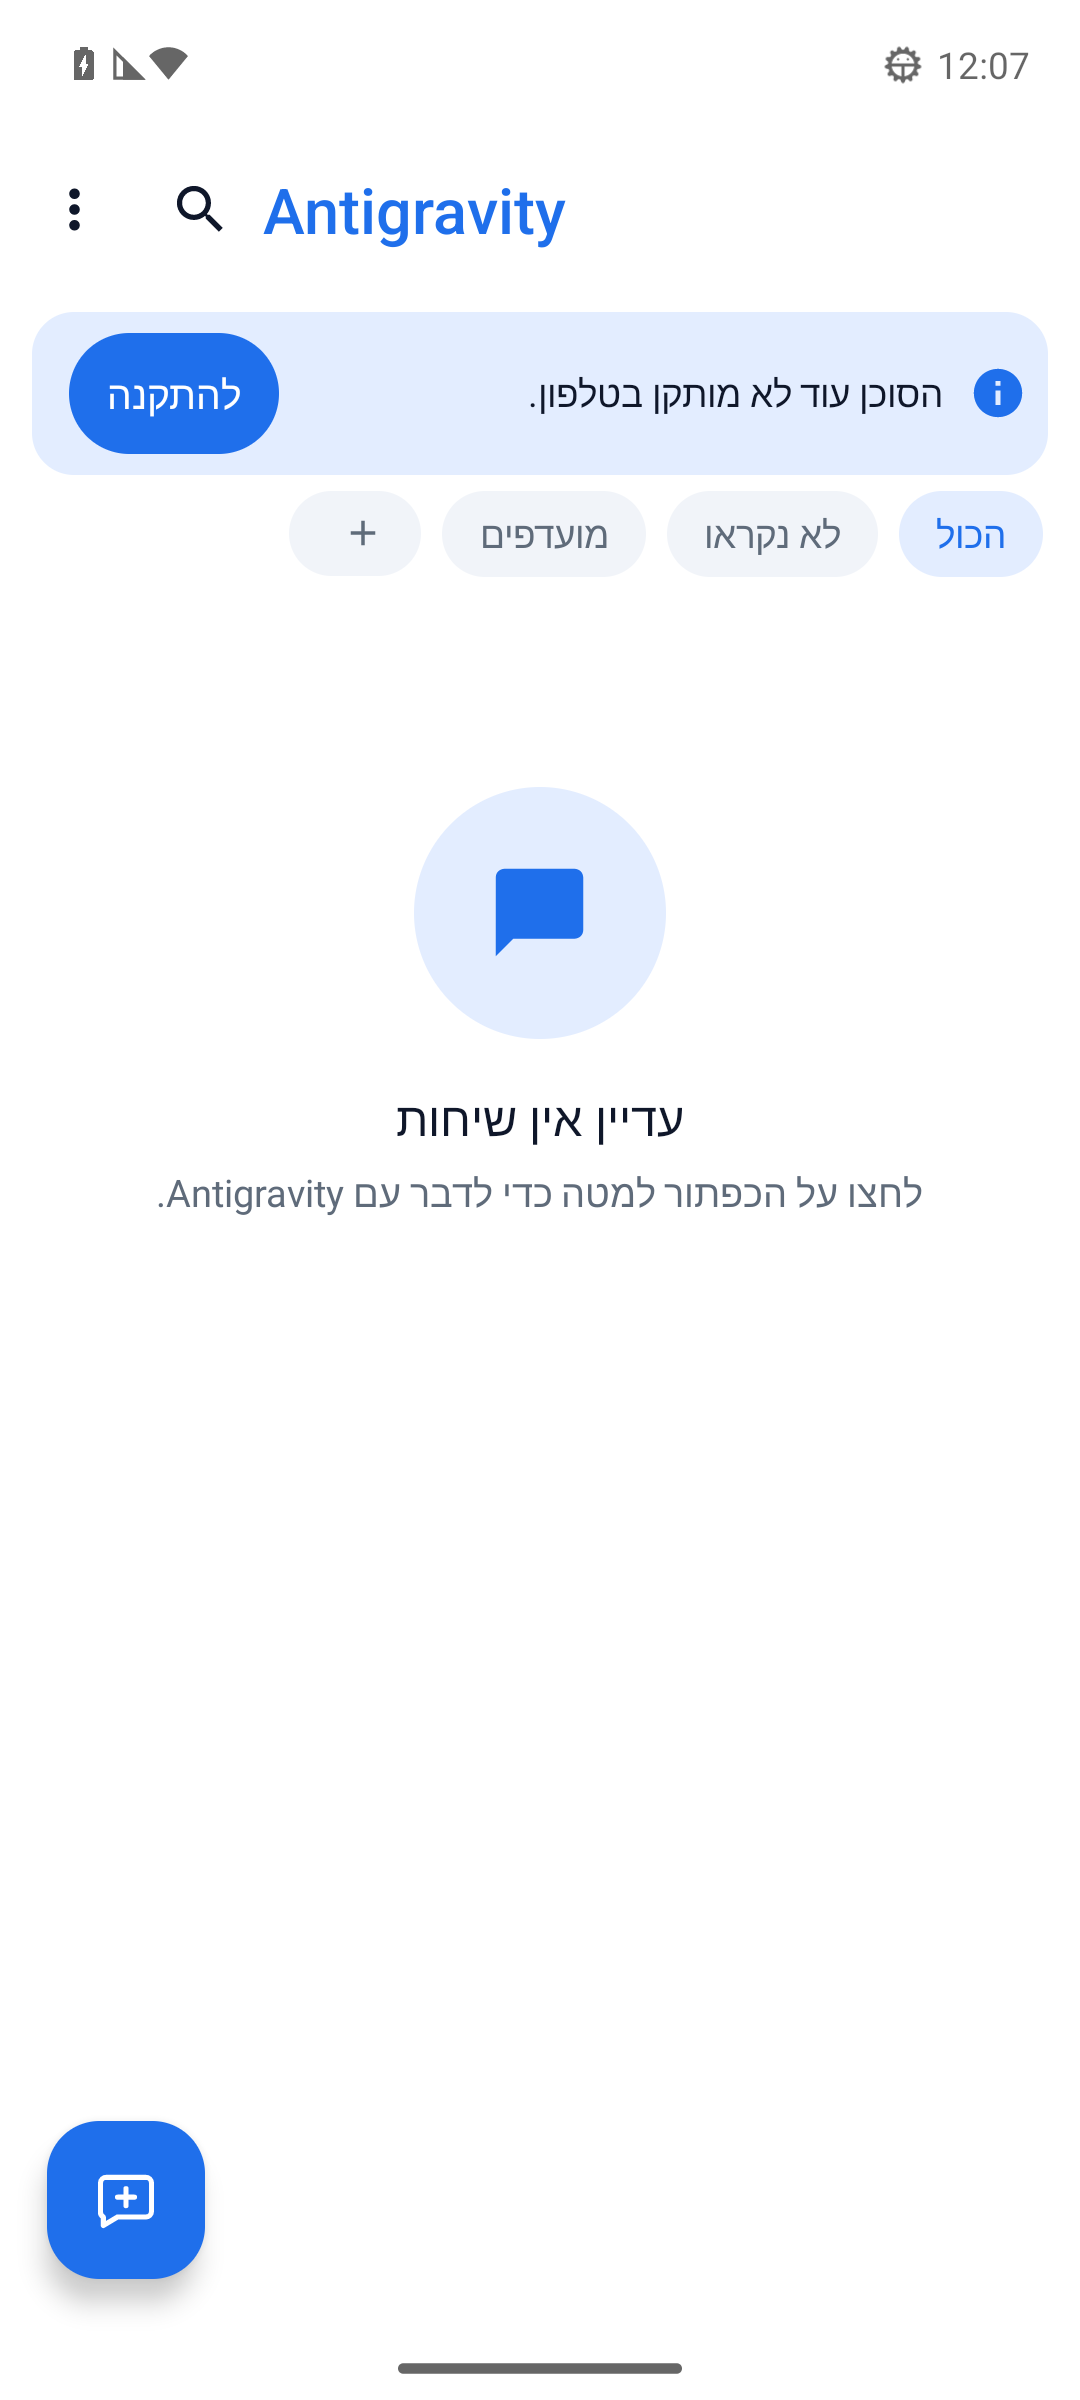 12:07
Antigravity
הסוכן עוד לא מותקן בטלפון.
להתקנה
הכול
לא נקראו
מועדפים
+
עדיין אין שיחות
לחצו על הכפתור למטה כדי לדבר עם Antigravity.